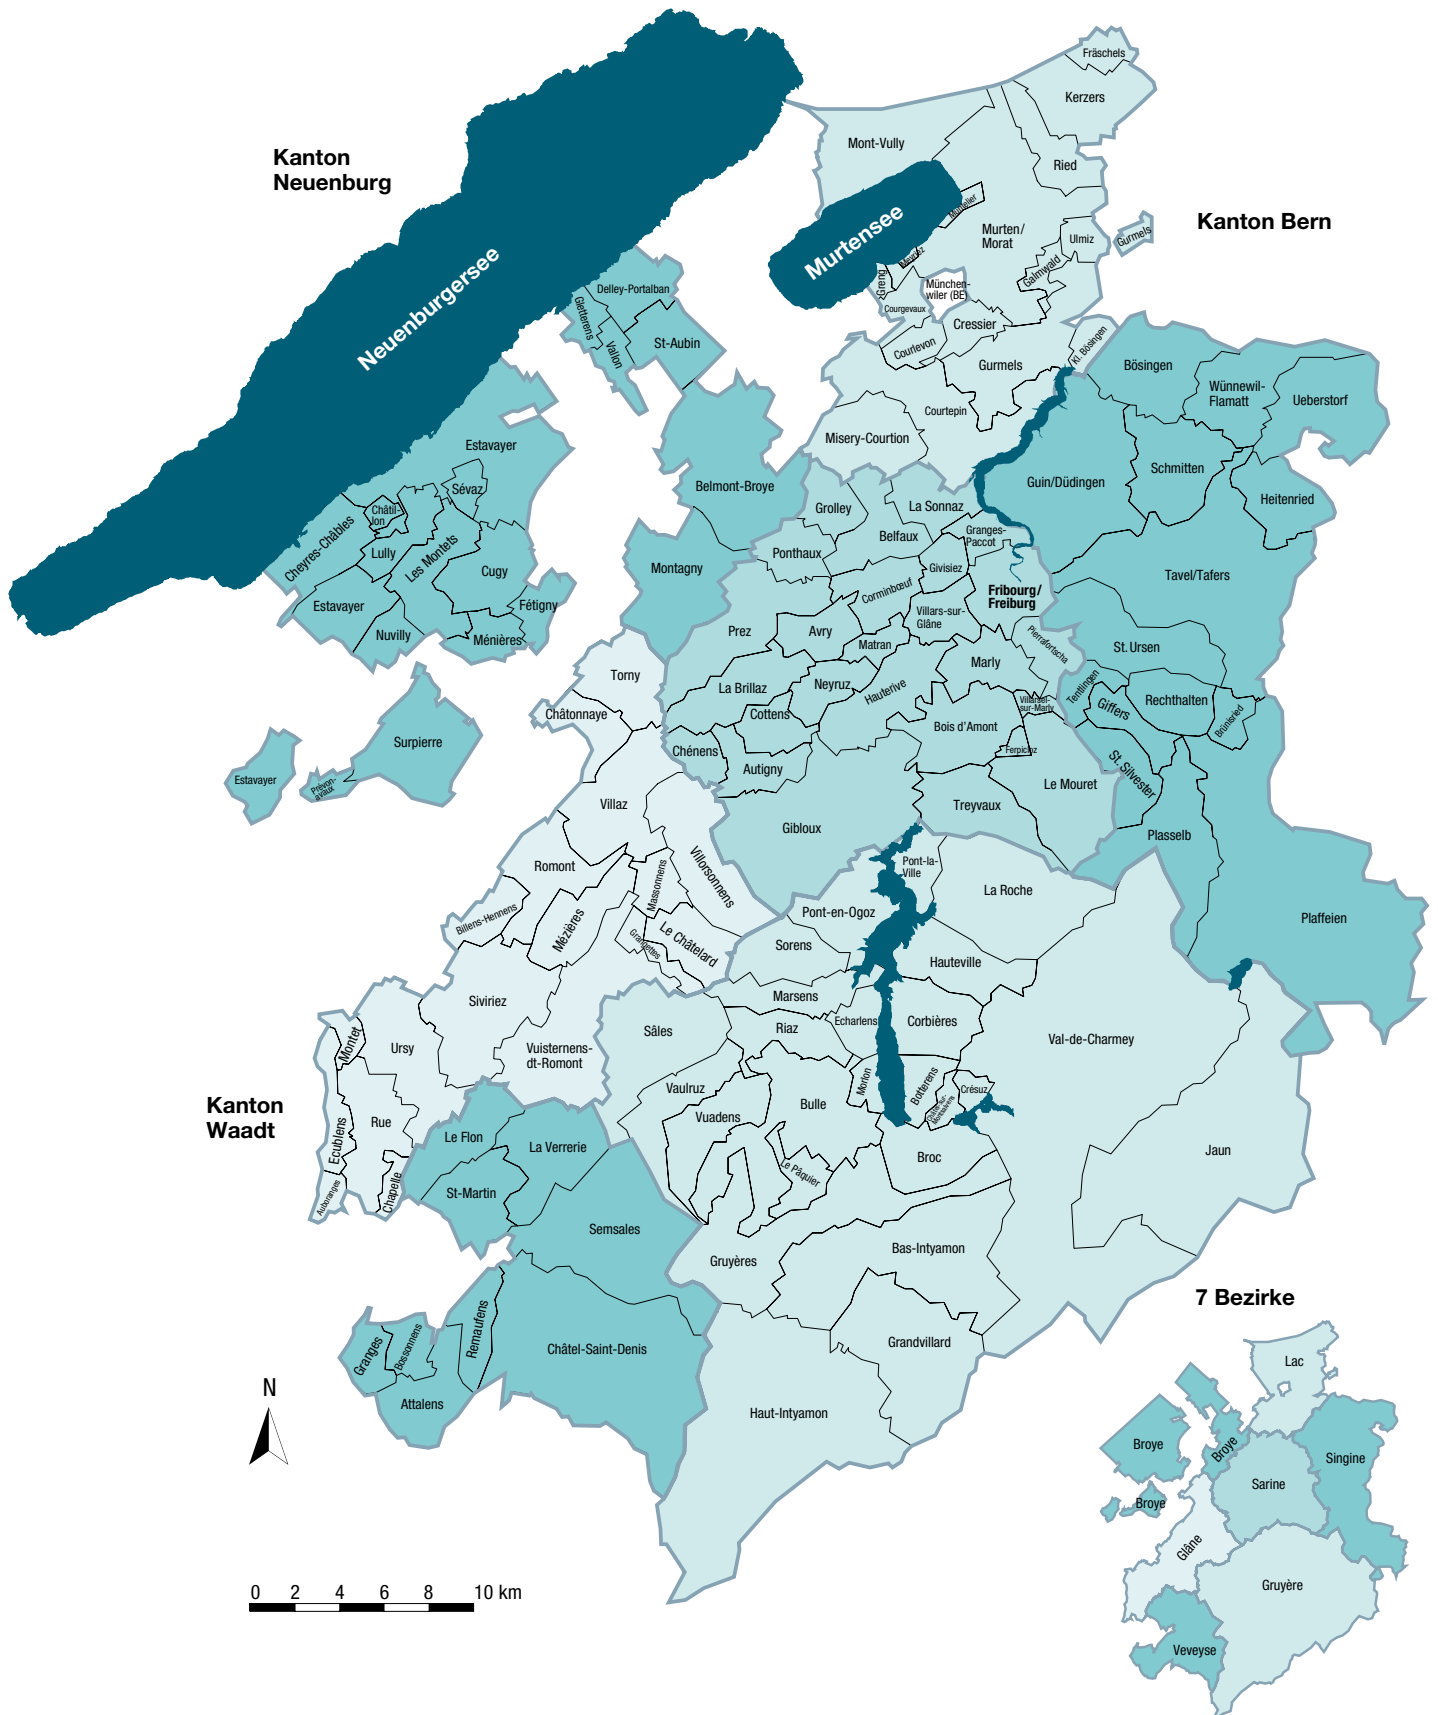 Fräschels
Kerzers
Mont-Vully
Kanton
Neuenburg
Ried
Muntelier
Murtensee
Murten/
Morat
Ulmiz
Gurmels
Kanton Bern
Meyriez
Galmwald
Greng
München-
wiler (BE)
Courgevaux
Cressier
Kl. Bösingen
Courlevon
Gurmels
Neuenburgersee
Delley-Portalban
Gletterens
Vallon
St-Aubin
Bösingen
Wünnewil-
Flamatt
Ueberstorf
Courtepin
Misery-Courtion
Estavayer
Sévaz
Belmont-Broye
Guin/Düdingen
Schmitten
Heitenried
Châtil-
lon
Grolley
La Sonnaz
Cheyres-Châbles
Lully
Les Montets
Belfaux
Granges-
Paccot
Ponthaux
Montagny
Cugy
Givisiez
Tavel/Tafers
Estavayer
Corminbœuf
Fribourg/
Freiburg
Fétigny
Nuvilly
Ménières
Villars-sur-
Glâne
Prez
Avry
Matran
Pierrafortscha
St. Ursen
Torny
Marly
La Brillaz
Neyruz
Hauterive
Tentlingen
Giffers
Rechthalten
Brünisried
Châtonnaye
Cottens
Villarsel-
sur-Marly
Bois d'Amont
Surpierre
Chénens
Ferpicloz
Autigny
St. Silvester
Estavayer
Prévon-
davaux
Le Mouret
Villaz
Treyvaux
Gibloux
Plasselb
Romont
Massonnens
Villorsonnens
Pont-la-
Ville
La Roche
Billens-Hennens
Mézières
Grangettes
Le Châtelard
Pont-en-Ogoz
Plaffeien
Sorens
Hauteville
Siviriez
Marsens
Echarlens
Corbières
Sâles
Riaz
Val-de-Charmey
Montet
Ursy
Vuisternens-
dt-Romont
Vaulruz
Morlon
Botterens
Châtel-sur-
Montsalvens
Crésuz
Kanton
Waadt
Vuadens
Bulle
Ecublens
Rue
Le Flon
La Verrerie
Broc
Jaun
Le Pâquier
Auboranges
Chapelle
St-Martin
Semsales
Gruyères
Bas-Intyamon
7 Bezirke
Granges
Bossonnens
Remaufens
Châtel-Saint-Denis
Grandvillard
Lac
Attalens
Haut-Intyamon
N
Broye
Broye
Singine
Sarine
Broye
Glâne
Gruyère
Veveyse
0 2 4 6 8 10 km